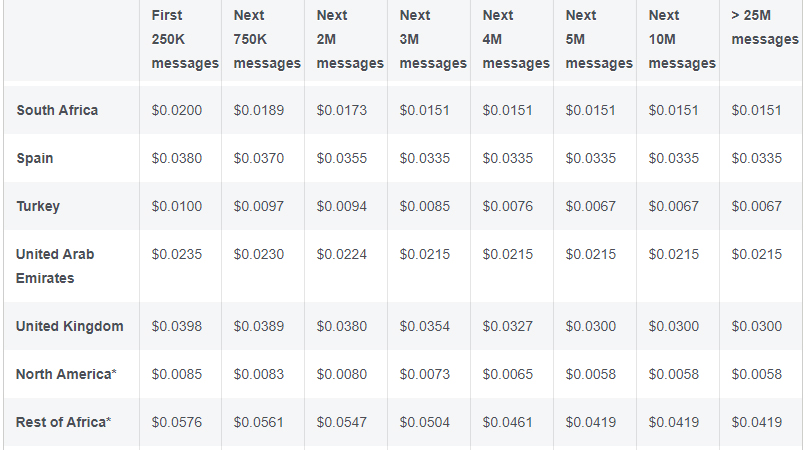 First Next Next Next Next Next Next > 25M
250K 750K 2M 3M 4M 5M 10M messages
messages messages messages messages messages messages messages
South Africa $0.0200 $0.0189 $0.0173 $0.0151 $0.0151 $0.0151 $0.0151 $0.0151
Spain $0.0380 $0.0370 $0.0355 $0.0335 $0.0335 $0.0335 $0.0335 $0.0335
Turkey $0.0100 $0.0097 $0.0094 $0.0085 $0.0076 $0.0067 $0.0067 $0.0067
United Arab $0.0235 $0.0230 $0.0224 $0.0215 $0.0215 $0.0215 $0.0215 $0.0215
Emirates
United Kingdom $0.0398 $0.0389 $0.0380 $0.0354 $0.0327 $0.0300 $0.0300 $0.0300
North America* $0.0085 $0.0083 $0.0080 $0.0073 $0.0065 $0.0058 $0.0058 $0.0058
Rest of Africa* $0.0576 $0.0561 $0.0547 $0.0504 $0.0461 $0.0419 $0.0419 $0.0419